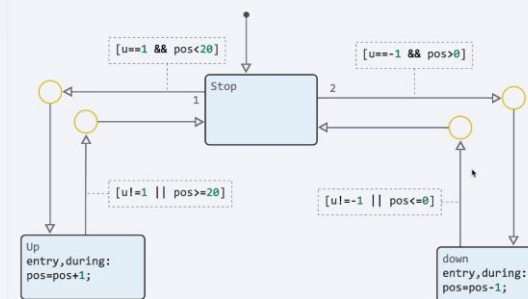 [u==1 && pos<20]
[u==-1 && pos>0]
Stop
1
2
[u!=1 || pos>=20]
[u!=-1 || pos<=0]
Up
entry,during:
pos=pos+1;
down
entry,during:
pos=pos-1;